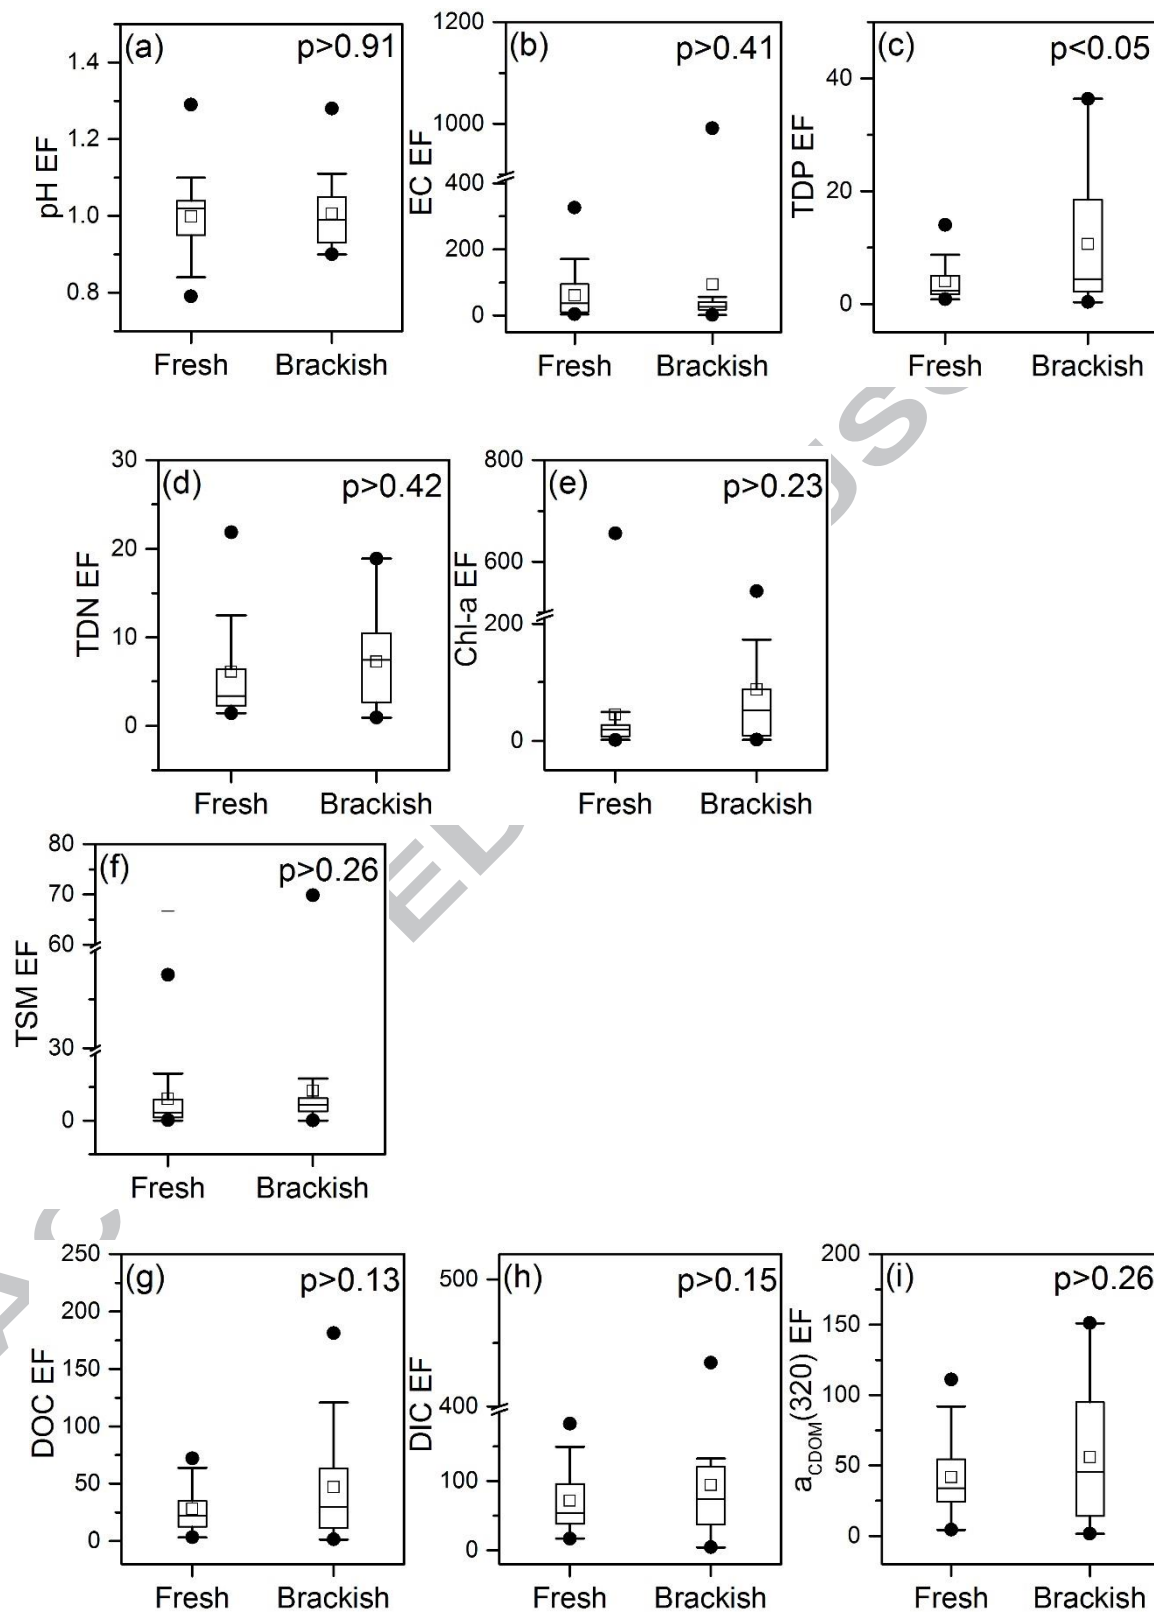 (a) p>0.91
1.4
1.2
1.0
0.8
pH EF
Fresh Brackish
(b) p>0.41
1200
1000
400
200
0
EC EF
Fresh Brackish
(c) p<0.05
40
20
0
TDP EF
Fresh Brackish
(d) p>0.42
30
20
10
0
TDN EF
Fresh Brackish
(e) p>0.23
800
600
200
0
Chl-a EF
Fresh Brackish
(f) p>0.26
80
70
60
30
0
TSM EF
Fresh Brackish
(g) p>0.13
250
200
150
100
50
0
DOC EF
Fresh Brackish
(h) p>0.15
500
400
100
0
DIC EF
Fresh Brackish
(i) p>0.26
200
150
100
50
0
aCDOM(320) EF
Fresh Brackish